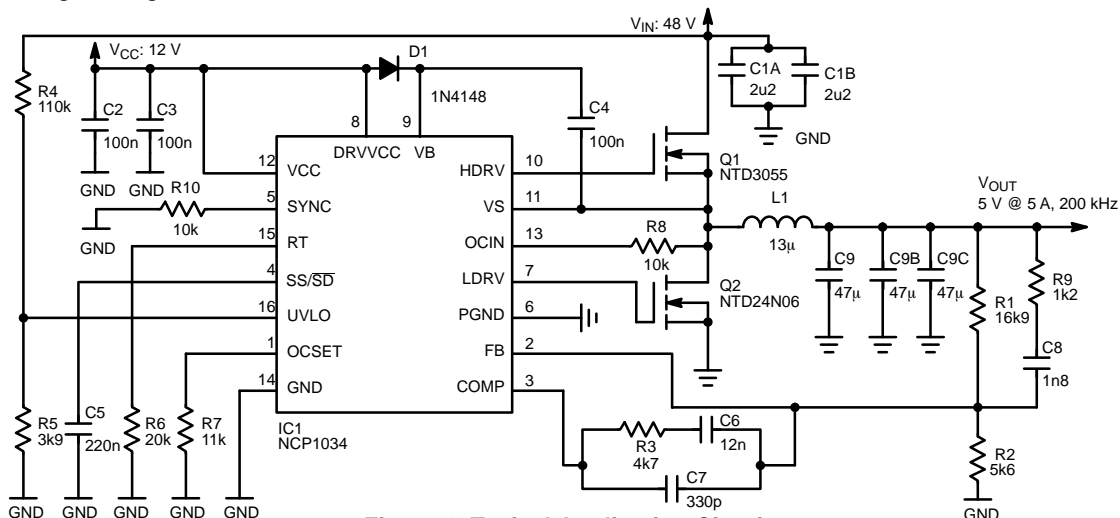 V_IN: 48 V
V_CC: 12 V
D1
1N4148
R4
110k
C2
100n
C3
100n
C4
100n
C1A
2u2
C1B
2u2
GND
GND
GND
8
9
DRVVCC
VB
12
VCC
HDRV
10
Q1
NTD3055
R10
10k
GND
5
SYNC
VS
11
L1
13µ
V_OUT
5 V @ 5 A, 200 kHz
15
RT
OCIN
13
R8
10k
4
SS/SD
LDRV
7
Q2
NTD24N06
C9
47µ
C9B
47µ
C9C
47µ
R1
16k9
R9
1k2
16
UVLO
PGND
6
1
OCSET
FB
2
C8
1n8
14
GND
COMP
3
R5
3k9
C5
220n
R6
20k
R7
11k
IC1
NCP1034
R3
4k7
C6
12n
C7
330p
R2
5k6
GND
GND
GND
GND
GND
GND